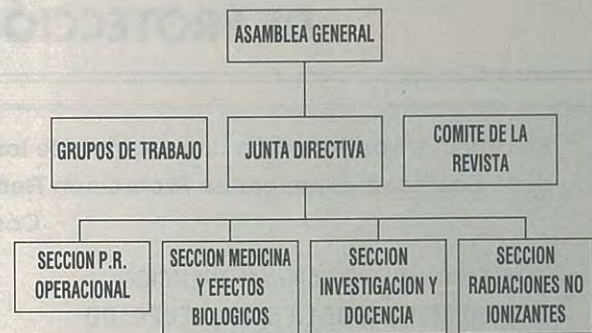 ROTECCIÓ
ASAMBLEA GENERAL
GRUPOS DE TRABAJO
JUNTA DIRECTIVA
COMITE DE LA
REVISTA
SECCION P.R.
OPERACIONAL
SECCION MEDICINA
Y EFECTOS
BIOLOGICOS
SECCION
INVESTIGACION Y
DOCENCIA
SECCION
RADIACIONES NO
IONIZANTES